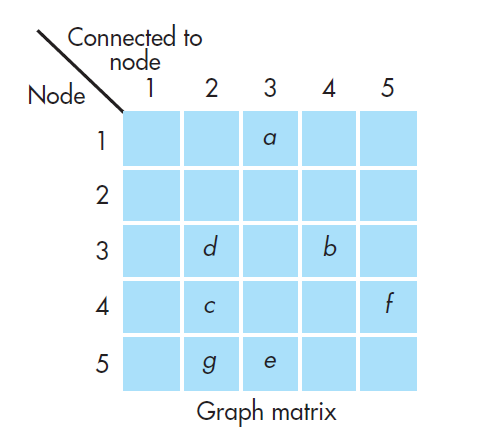 Connected to
node
Node 1 2 3 4 5
1 a
2
3 d b
4 c f
5 g e
Graph matrix